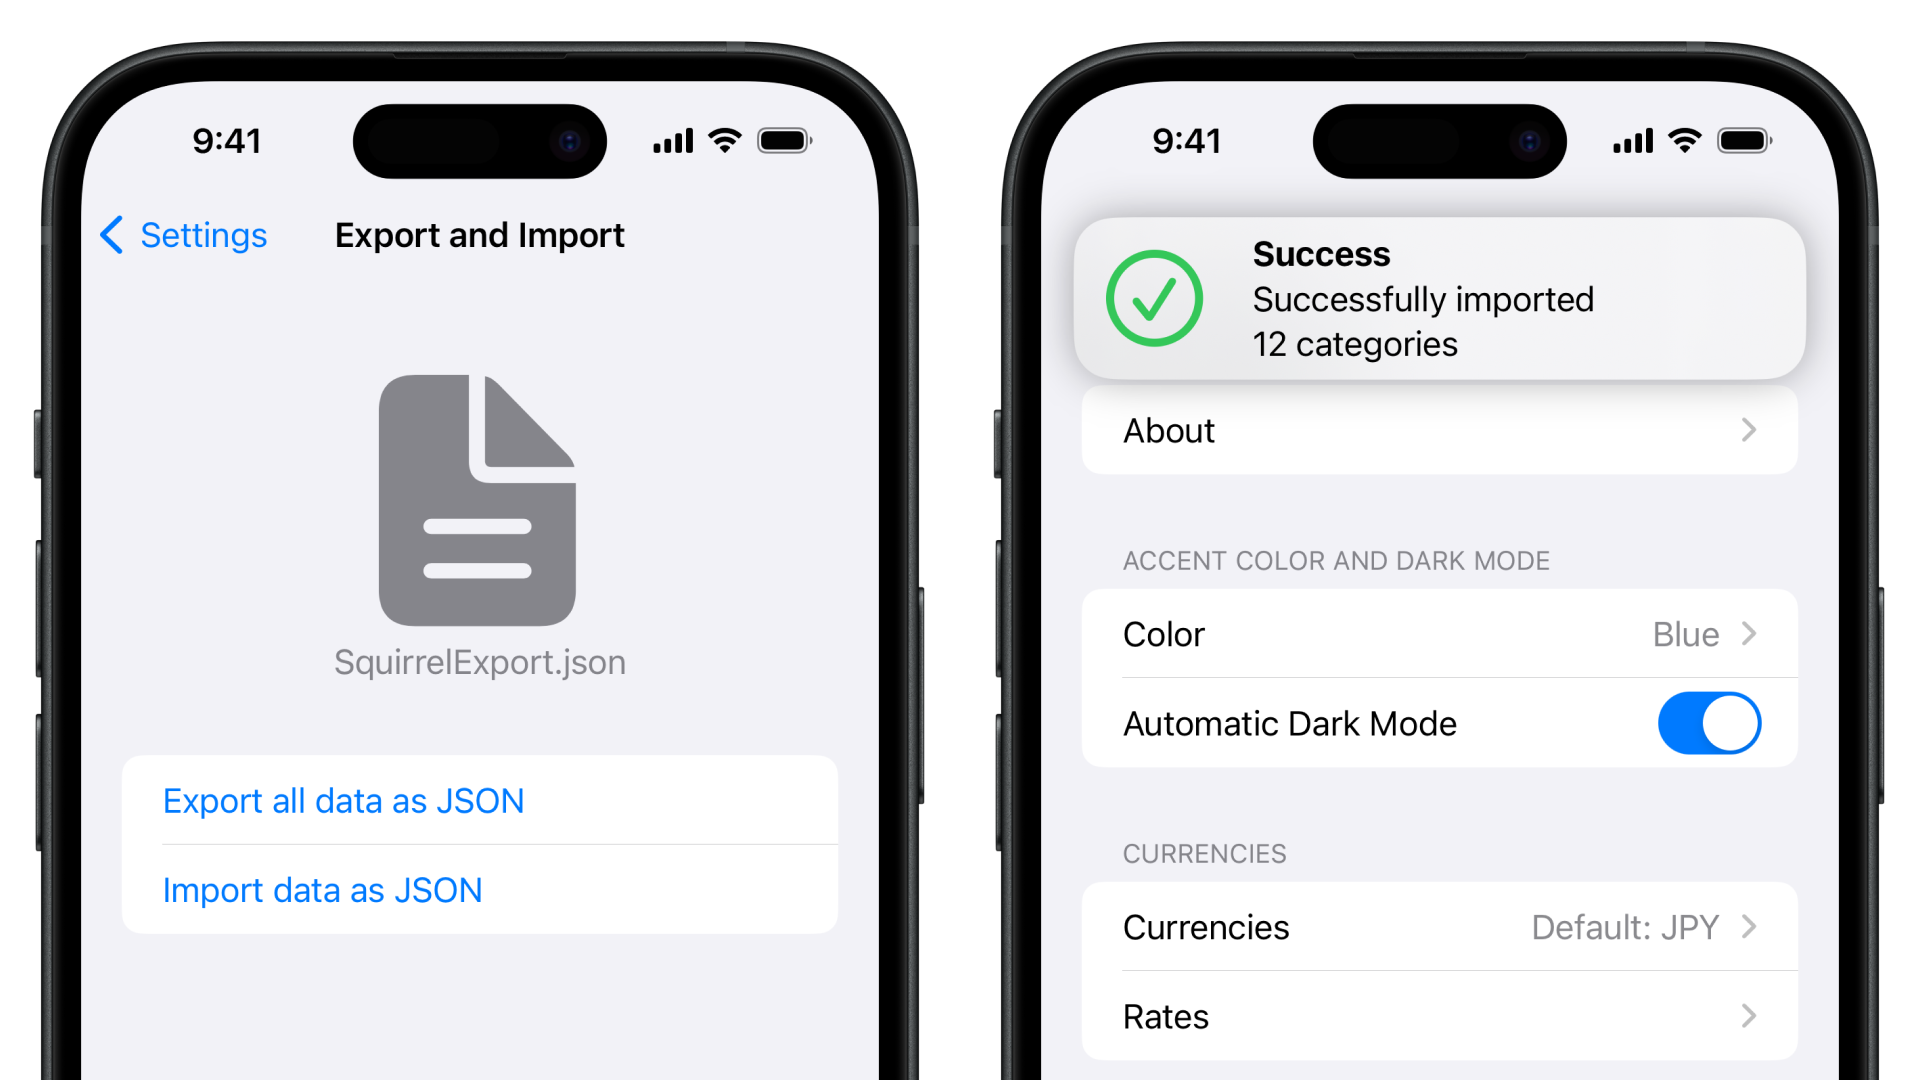 9:41
Settings
Export and Import
SquirrelExport.json
Export all data as JSON
Import data as JSON
9:41
Success
Successfully imported
12 categories
About
ACCENT COLOR AND DARK MODE
Color
Blue
Automatic Dark Mode
CURRENCIES
Currencies
Default: JPY
Rates